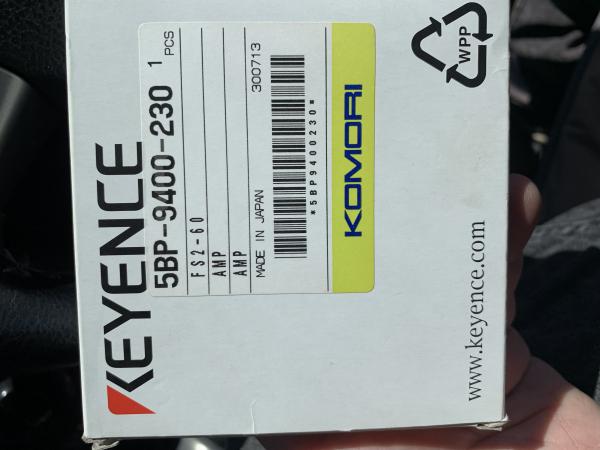 KEYENCE
5BP-9400-230 1 PCS
FS2-60
AMP
AMP
MADE IN JAPAN 300713
*5BP9400230*
KOMORI
WPP
www.keyence.com